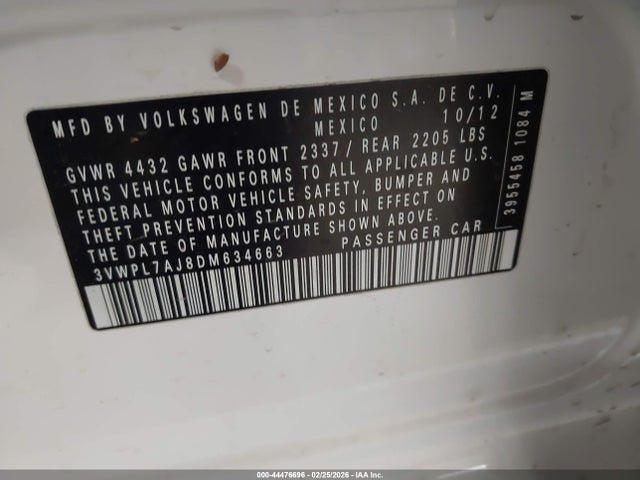 MFD BY VOLKSWAGEN DE MEXICO S.A. DE C.V.
MEXICO 10/12
GVWR 4432 GAWR FRONT 2337/ REAR 2205 LBS
THIS VEHICLE CONFORMS TO ALL APPLICABLE U.S.
FEDERAL MOTOR VEHICLE SAFETY, BUMPER AND
THEFT PREVENTION STANDARDS IN EFFECT ON
THE DATE OF MANUFACTURE SHOWN ABOVE.
3VWPL7AJ8DM634663 PASSENGER CAR
3955458 1084 M
000-44476696 - 02/25/2026 - IAA Inc.